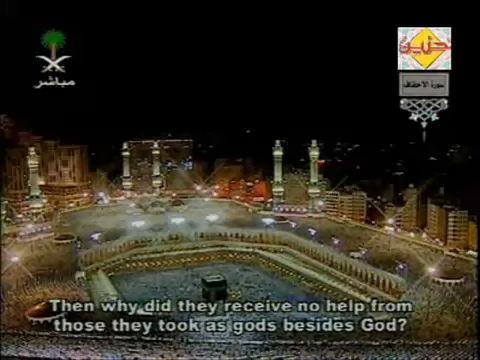 مباشر
سورة الأحقاف
Then why did they receive no help from
those they took as gods besides God?